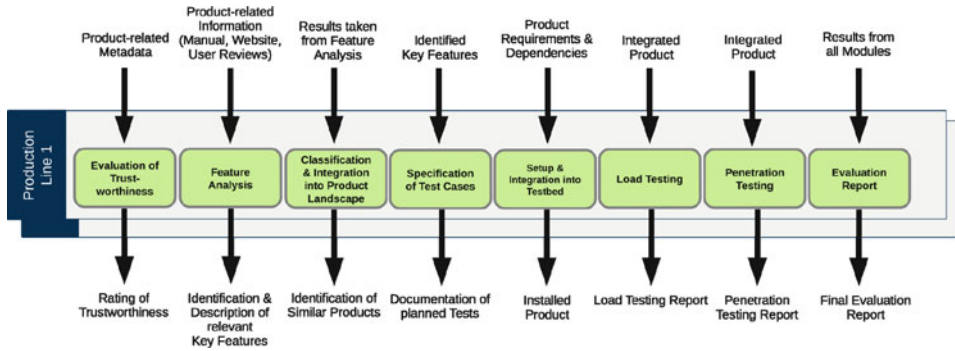 Product-related
Metadata
Product-related
Information
(Manual, Website,
User Reviews)
Results taken
from Feature
Analysis
Identified
Key Features
Product
Requirements &
Dependencies
Integrated
Product
Integrated
Product
Results from
all Modules
Production
Line 1
Evaluation of
Trust-
worthiness
Feature
Analysis
Classification
& Integration
into Product
Landscape
Specification
of Test Cases
Setup &
Integration into
Testbed
Load Testing
Penetration
Testing
Evaluation
Report
Rating of
Trustworthiness
Identification &
Description of
relevant
Key Features
Identification of
Similar Products
Documentation of
planned Tests
Installed
Product
Load Testing Report
Penetration
Testing Report
Final Evaluation
Report